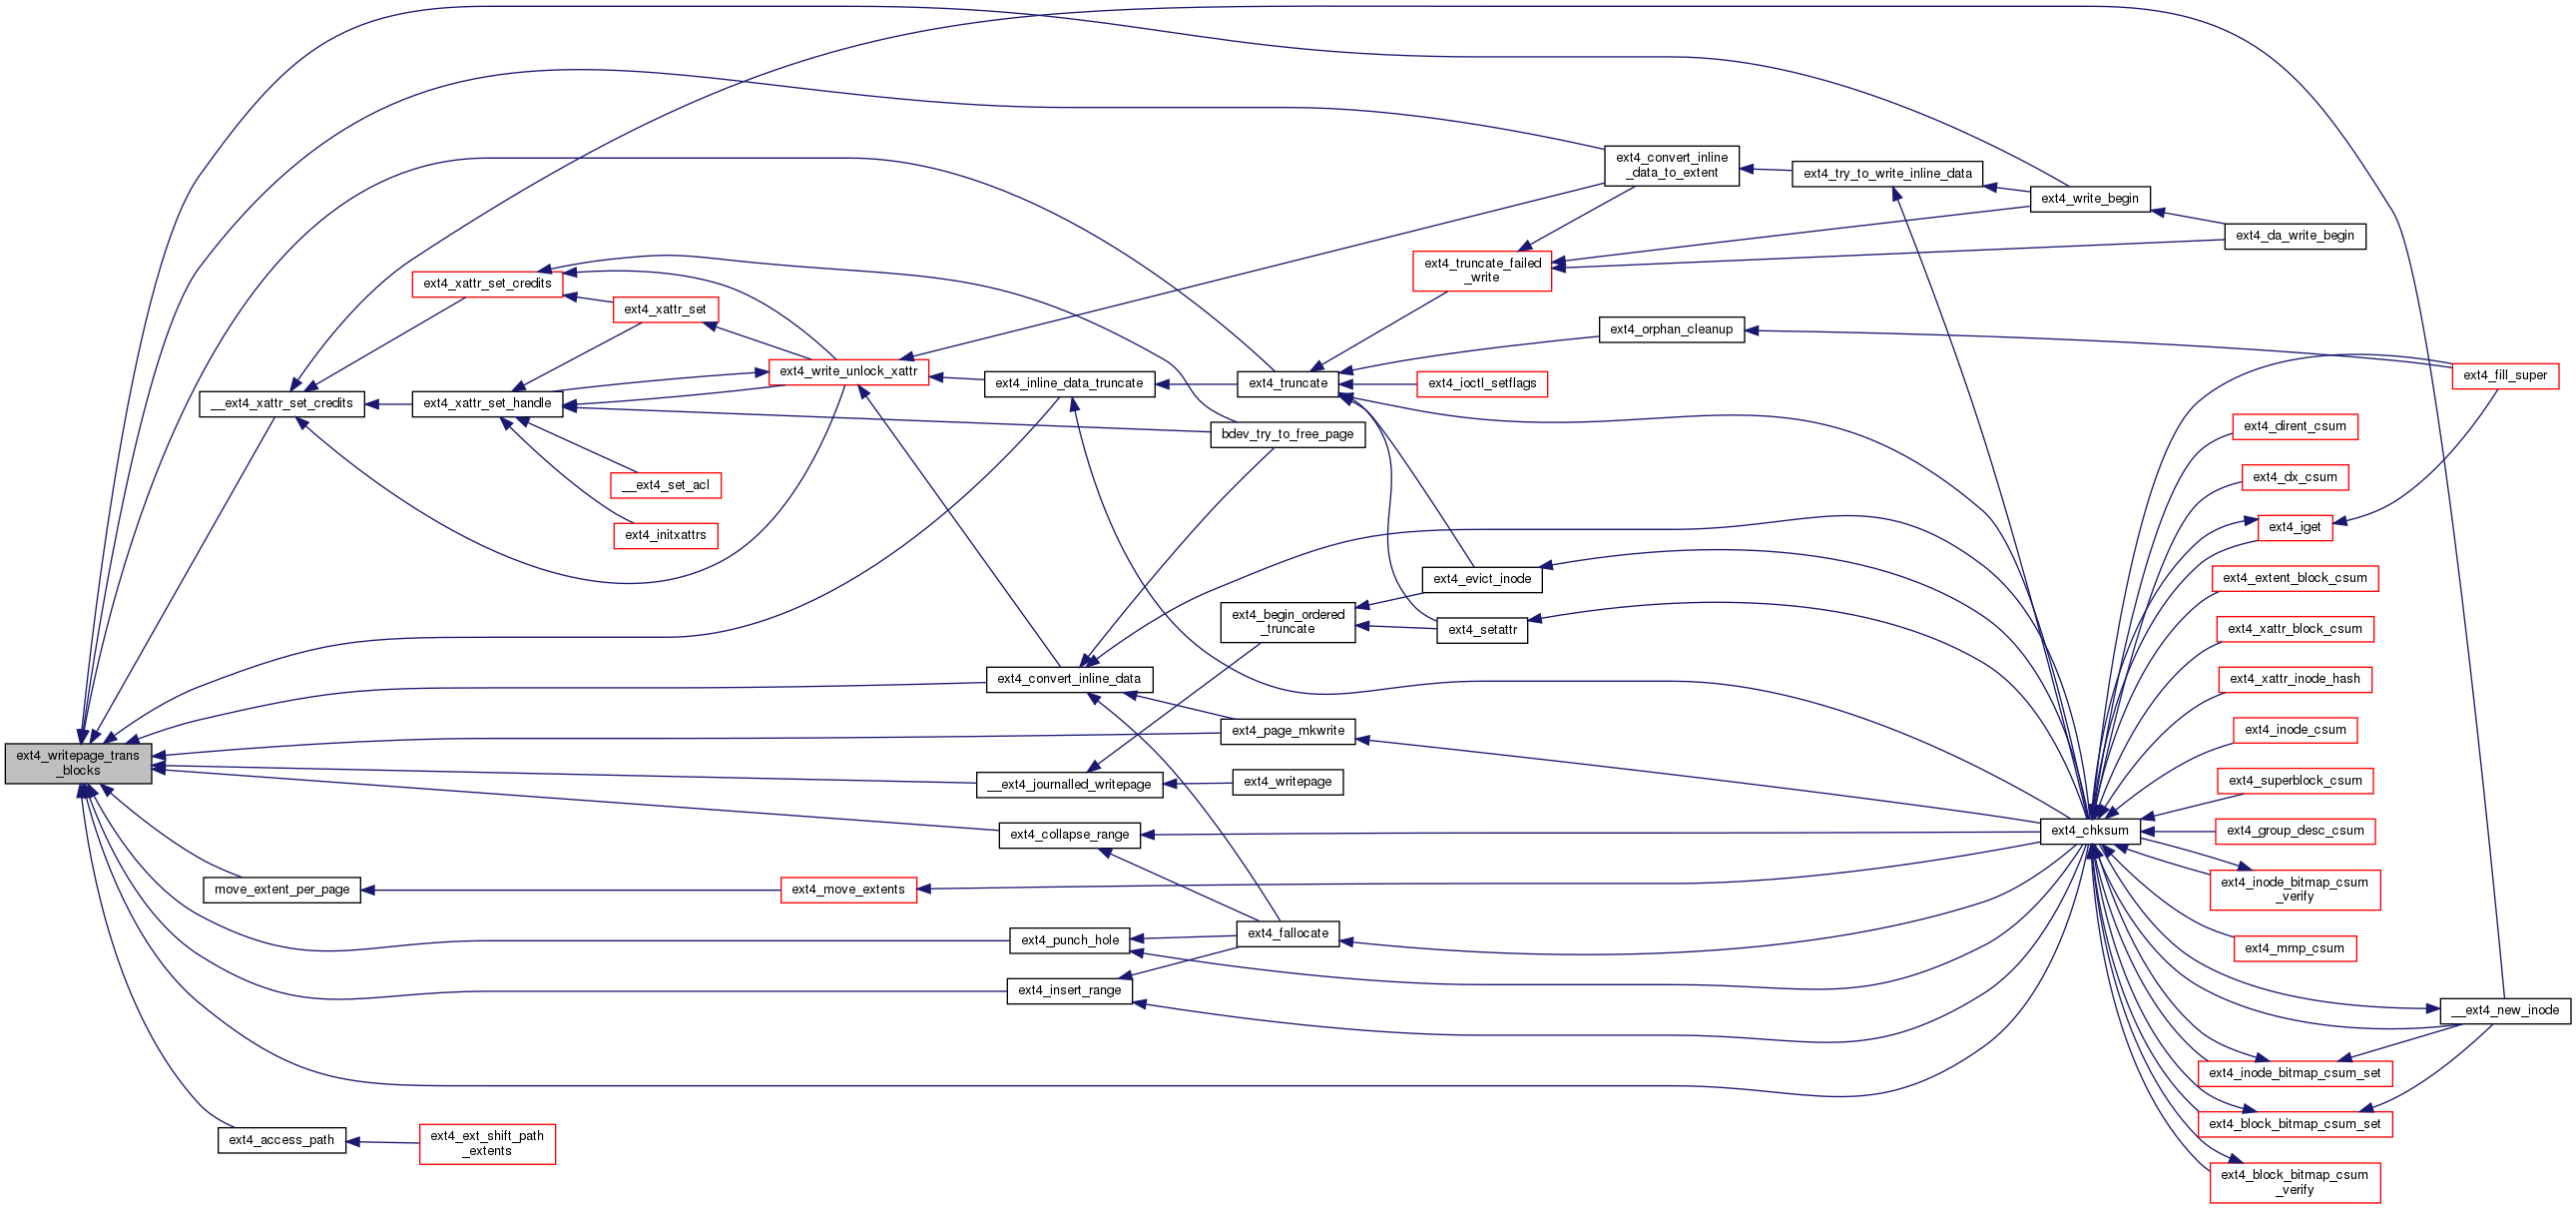 ext4_writepage_trans
_blocks
__ext4_xattr_set_credits
move_extent_per_page
ext4_access_path
ext4_xattr_set_credits
ext4_xattr_set_handle
ext4_ext_shift_path
_extents
ext4_xattr_set
__ext4_set_acl
ext4_initxattrs
ext4_write_unlock_xattr
ext4_move_extents
ext4_inline_data_truncate
ext4_convert_inline_data
__ext4_journalled_writepage
ext4_collapse_range
ext4_punch_hole
ext4_insert_range
ext4_truncate
bdev_try_to_free_page
ext4_begin_ordered
_truncate
ext4_page_mkwrite
ext4_writepage
ext4_fallocate
ext4_truncate_failed
_write
ext4_ioctl_setflags
ext4_evict_inode
ext4_setattr
ext4_convert_inline
_data_to_extent
ext4_orphan_cleanup
ext4_try_to_write_inline_data
ext4_write_begin
ext4_chksum
ext4_da_write_begin
ext4_fill_super
ext4_dirent_csum
ext4_dx_csum
ext4_iget
ext4_extent_block_csum
ext4_xattr_block_csum
ext4_xattr_inode_hash
ext4_inode_csum
ext4_superblock_csum
ext4_group_desc_csum
ext4_inode_bitmap_csum
_verify
ext4_mmp_csum
__ext4_new_inode
ext4_inode_bitmap_csum_set
ext4_block_bitmap_csum_set
ext4_block_bitmap_csum
_verify